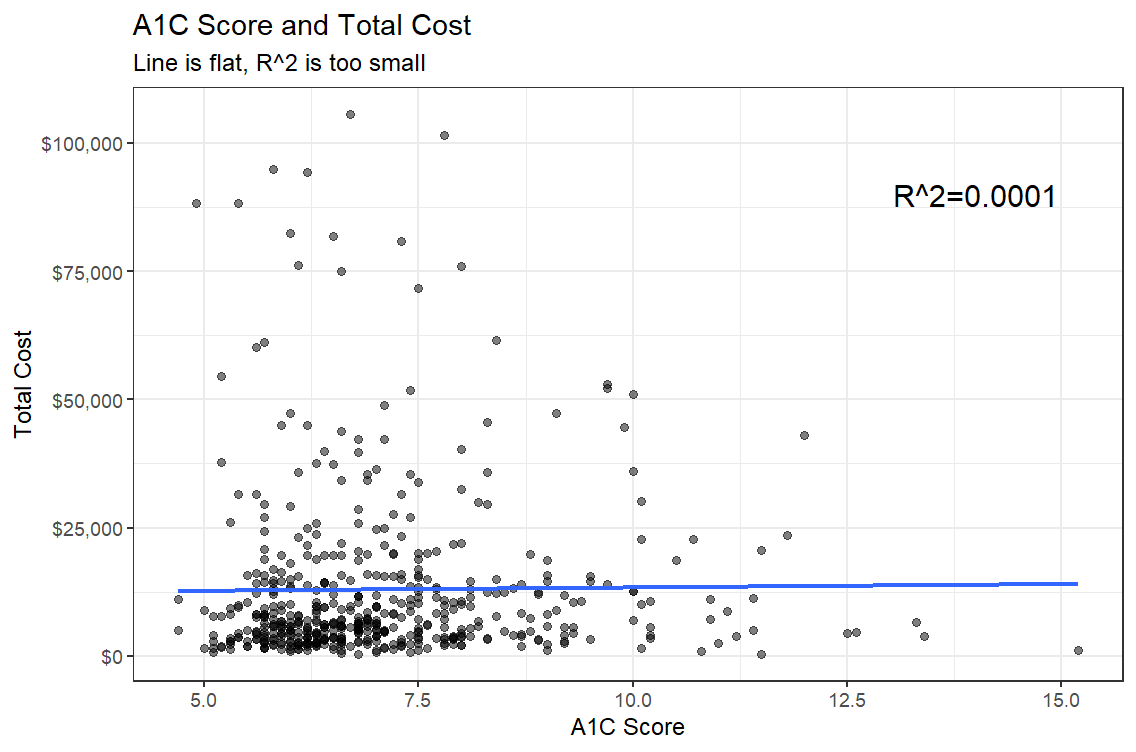 A1C Score and Total Cost
Line is flat, R^2 is too small
$100,000
R^2=0.0001
$75,000
Total Cost
$50,000
$25,000
$0
5.0 7.5 10.0 12.5 15.0
A1C Score